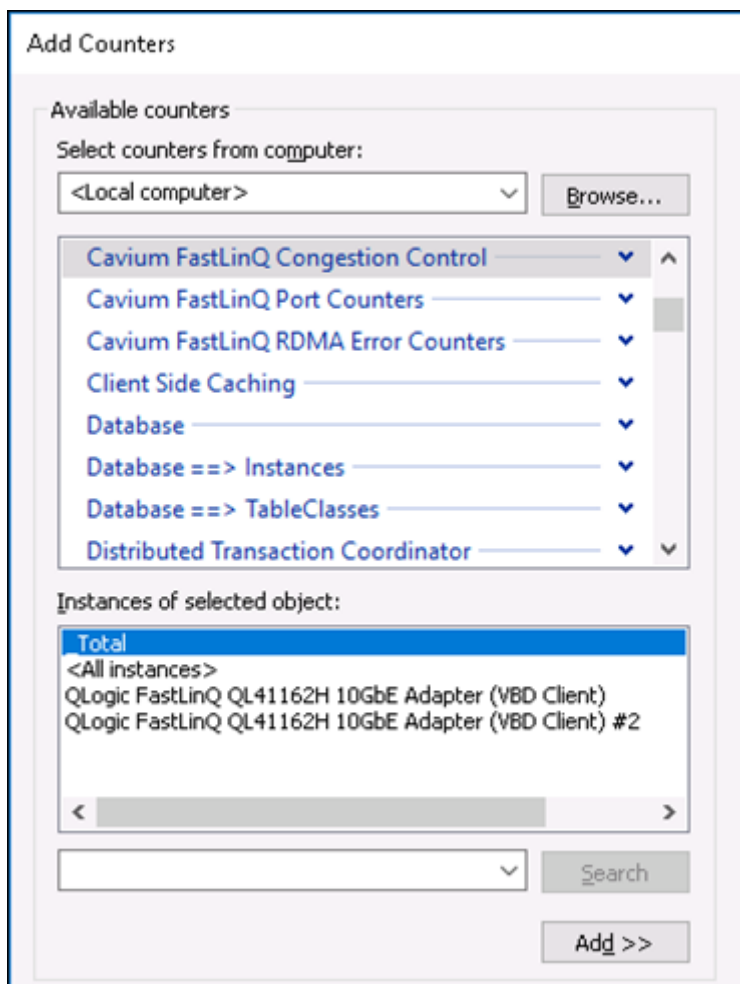 Add Counters
Available counters
Select counters from computer:
<Local computer>
Browse...
Cavium FastLinQ Congestion Control
Cavium FastLinQ Port Counters
Cavium FastLinQ RDMA Error Counters
Client Side Caching
Database
Database ==> Instances
Database ==> TableClasses
Distributed Transaction Coordinator
Instances of selected object:
_Total
<All instances>
QLogic FastLinQ QL41162H 10GbE Adapter (VBD Client)
QLogic FastLinQ QL41162H 10GbE Adapter (VBD Client) #2
Search
Add >>